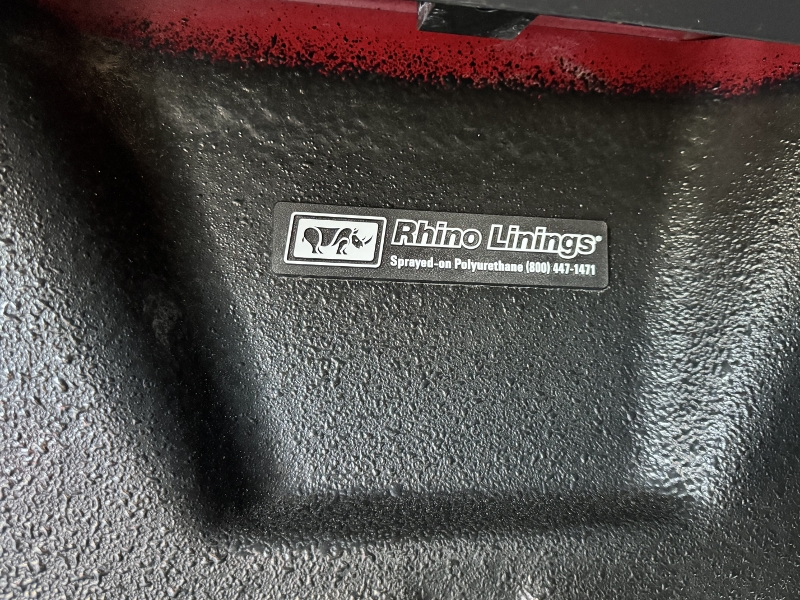 Rhino Linings®
Sprayed-on Polyurethane (800) 447-1471